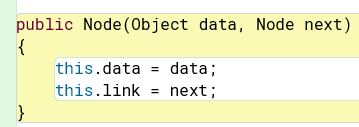 public Node(Object data, Node next)
{
this.data = data;
this.link = next;
}